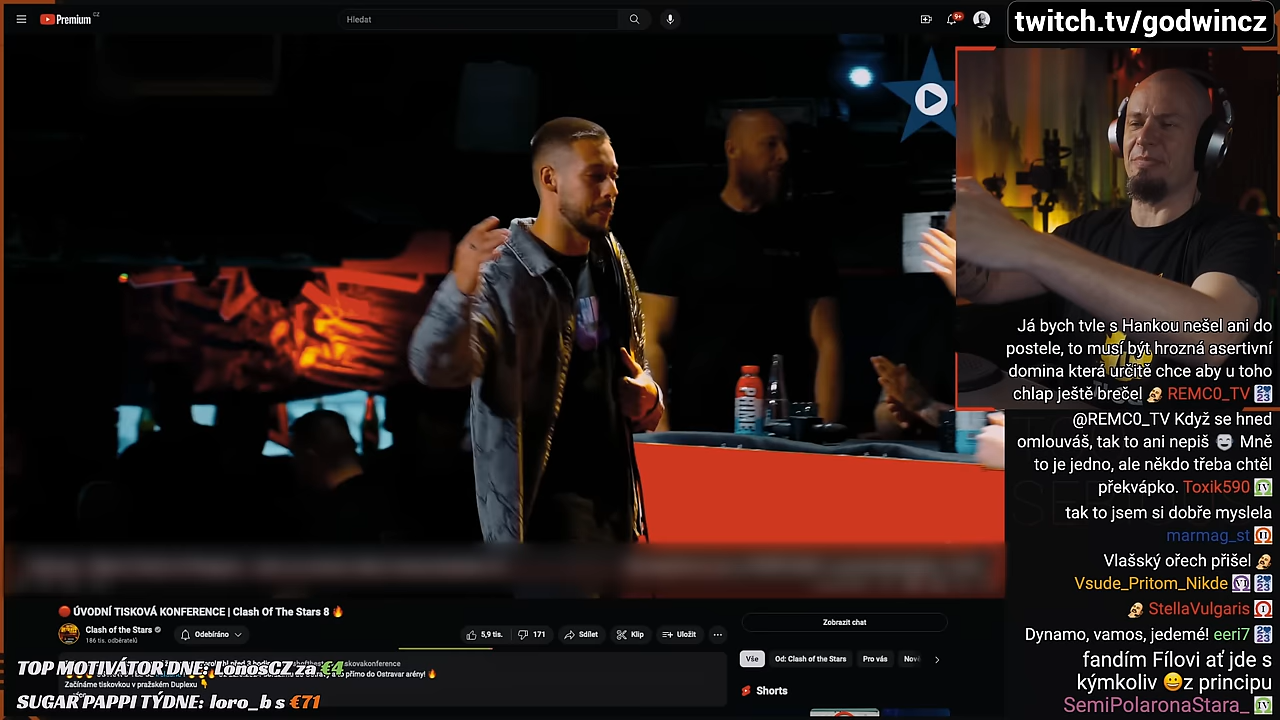 Premium CZ
Hledat
9+
twitch.tv/godwincz
PRIME
Já bych tvle s Hankou nešel ani do
postele, to musí být hrozná asertivní
domina která určitě chce aby u toho
chlap ještě brečel REMC0_TV
@REMC0_TV Když se hned
omlouváš, tak to ani nepiš Mně
to je jedno, ale někdo třeba chtěl
překvápko. Toxik590
tak to jsem si dobře myslela
marmag_st
Vlašský ořech přišel
Vsude_Pritom_Nikde
StellaVulgaris
Dynamo, vamos, jedemé! eeri7
fandím Fílovi ať jde s
kýmkoliv z principu
SemiPolaronaStara_
ÚVODNÍ TISKOVÁ KONFERENCE | Clash Of The Stars 8
Clash of the Stars
186 tis. odběratelů
Odebíráno
5,9 tis.
171
Sdílet
Klip
Uložit
Zobrazit chat
Vše
Od: Clash of the Stars
Pro vás
Shorts
Začínáme tiskovkou v pražském Duplexu
TOP MOTIVÁTOR DNE: LomosCZ za €4
SUGAR PAPPI TÝDNE: loro_b s €71